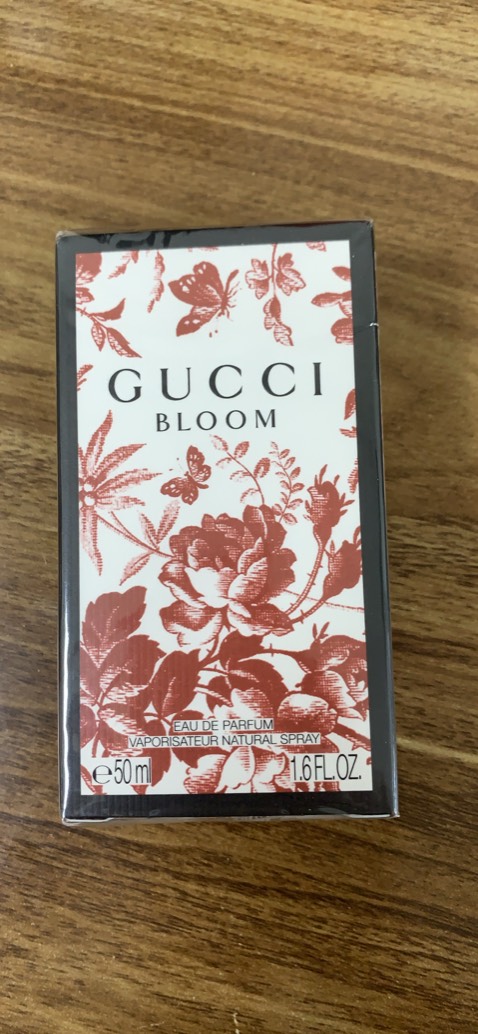 GUCCI
BLOOM
EAU DE PARFUM
VAPORISATEUR NATURAL SPRAY
℮50 ml
1.6 FL.OZ.